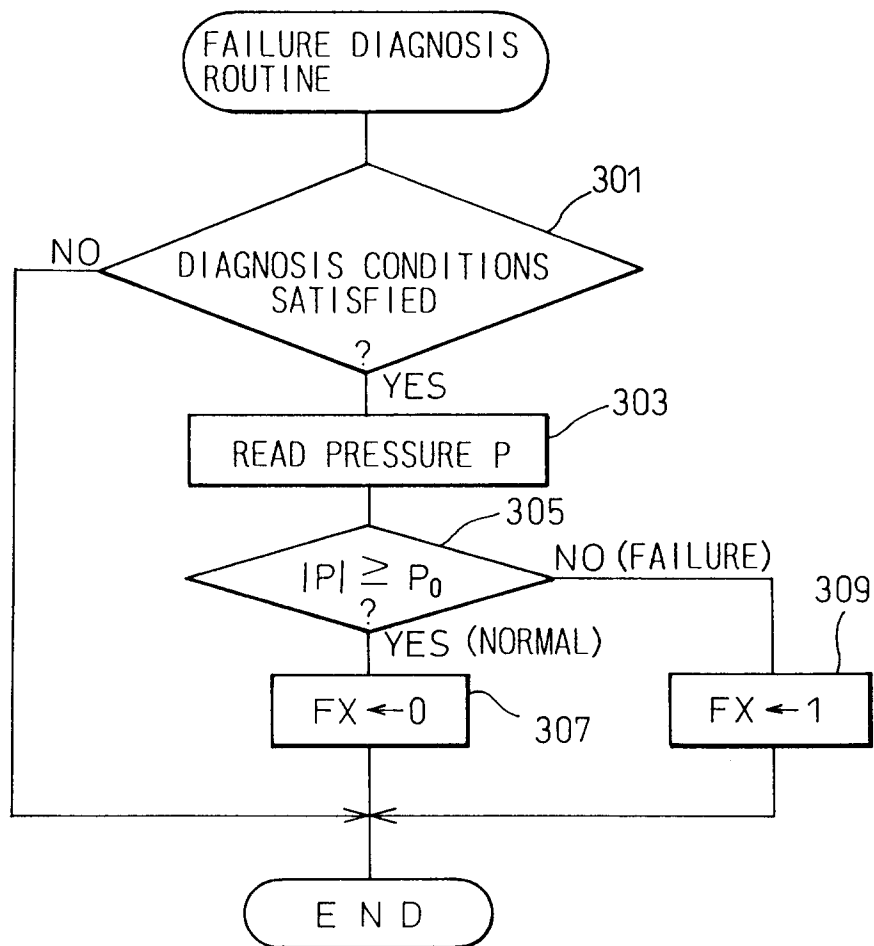 FAILURE DIAGNOSIS
ROUTINE
301
NO
DIAGNOSIS CONDITIONS
SATISFIED
?
YES
303
READ PRESSURE P
305
|P| ≧ P₀
?
NO (FAILURE)
YES (NORMAL)
309
FX ← 0
307
FX ← 1
END